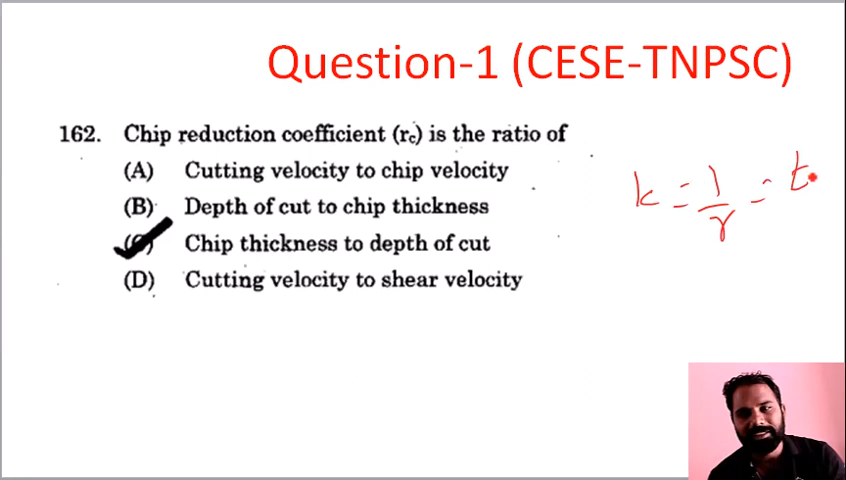 Question-1 (CESE-TNPSC)
162. Chip reduction coefficient (rc) is the ratio of
(A) Cutting velocity to chip velocity
(B) Depth of cut to chip thickness
(C) Chip thickness to depth of cut
(D) Cutting velocity to shear velocity
k = 1/r = t